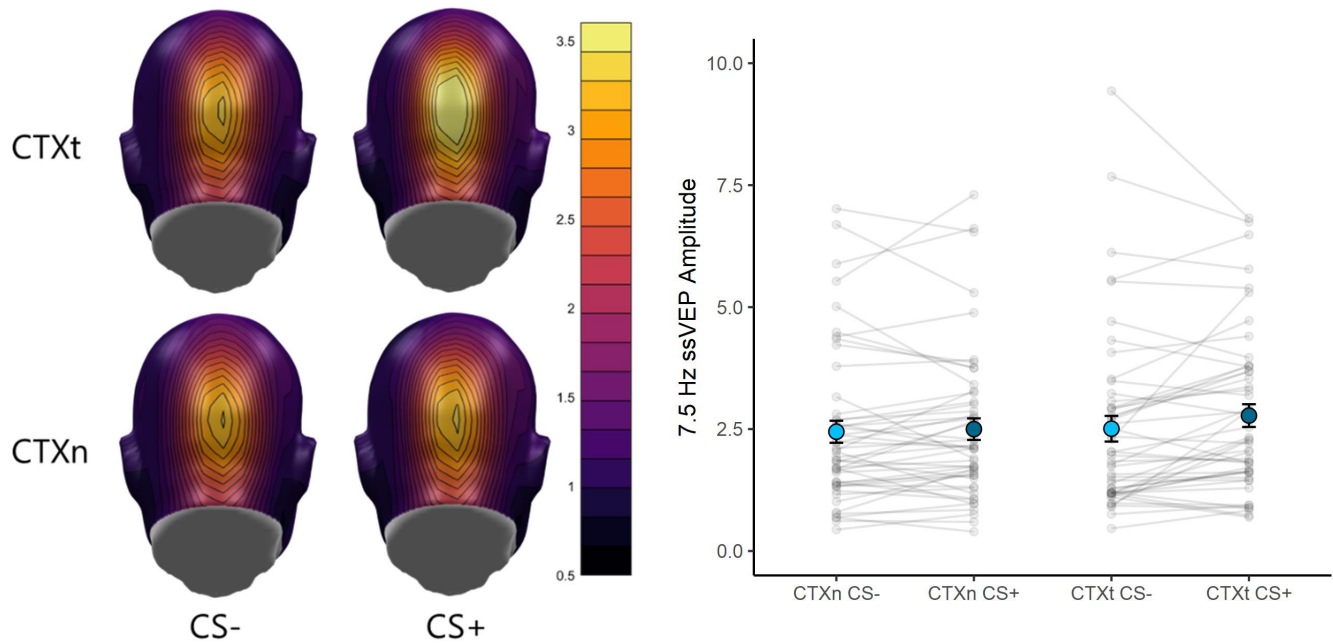 CTXt
CTXn
CS-
CS+
3.5
3
2.5
2
1.5
1
0.5
7.5 Hz ssVEP Amplitude
10.0
7.5
5.0
2.5
0.0
CTXn CS-
CTXn CS+
CTXt CS-
CTXt CS+